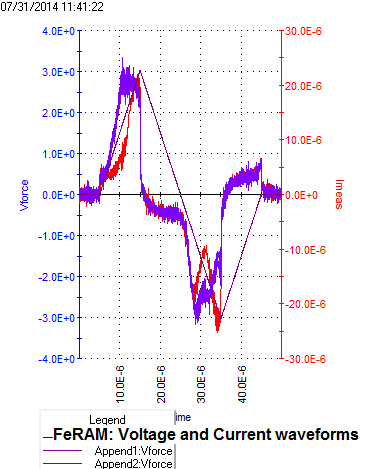 07/31/2014 11:41:22
4.0E+0
30.0E-6
3.0E+0
2.0E+0
20.0E-6
1.0E+0
10.0E-6
Vforce
0.0E+0
0.0E+0
Imeas
-1.0E+0
-10.0E-6
-2.0E+0
-20.0E-6
-3.0E+0
-4.0E+0
-30.0E-6
10.0E-6
20.0E-6
30.0E-6
40.0E-6
Legend
ime
FeRAM: Voltage and Current waveforms
Append1:Vforce
Append2:Vforce